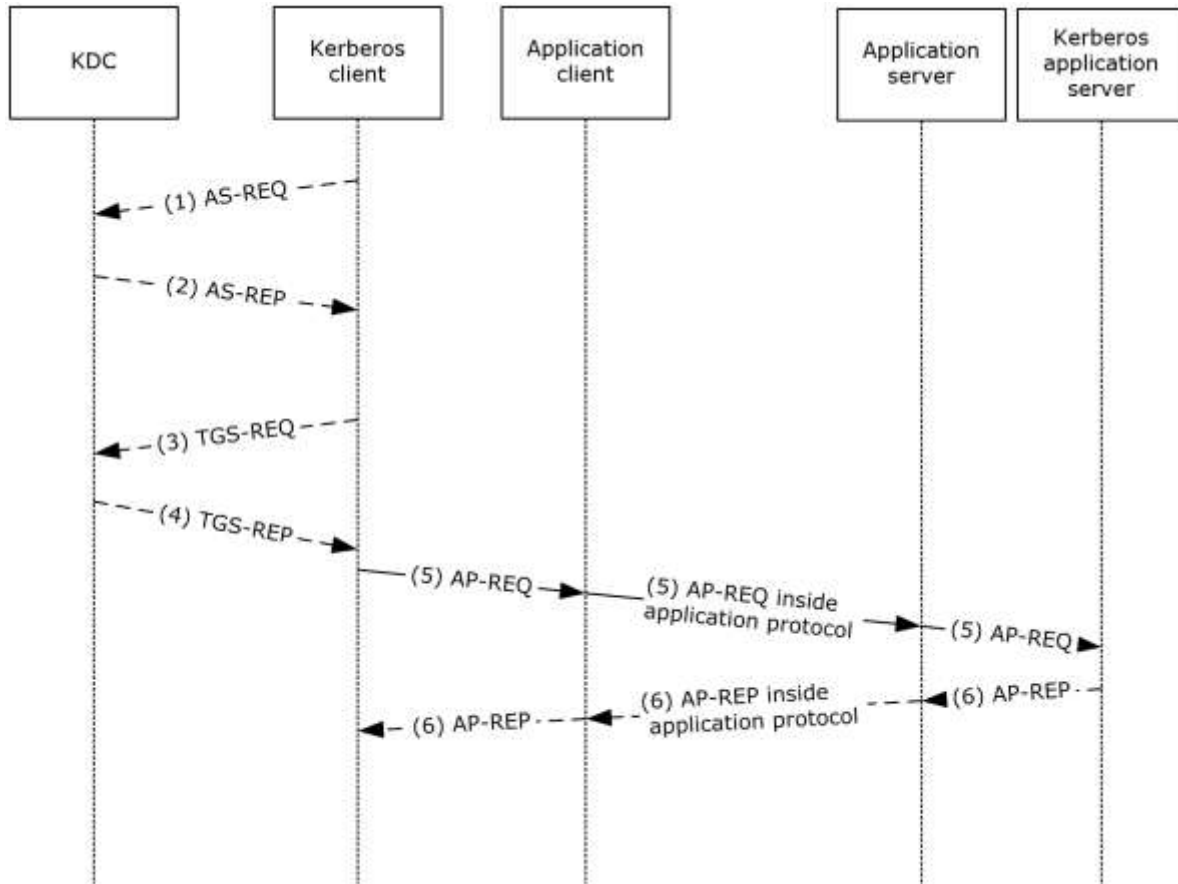 KDC
Kerberos
client
Application
client
Application
server
Kerberos
application
server
(1) AS-REQ
(2) AS-REP
(3) TGS-REQ
(4) TGS-REP
(5) AP-REQ
(5) AP-REQ inside
application protocol
(5) AP-REQ
(6) AP-REP
(6) AP-REP inside
application protocol
(6) AP-REP